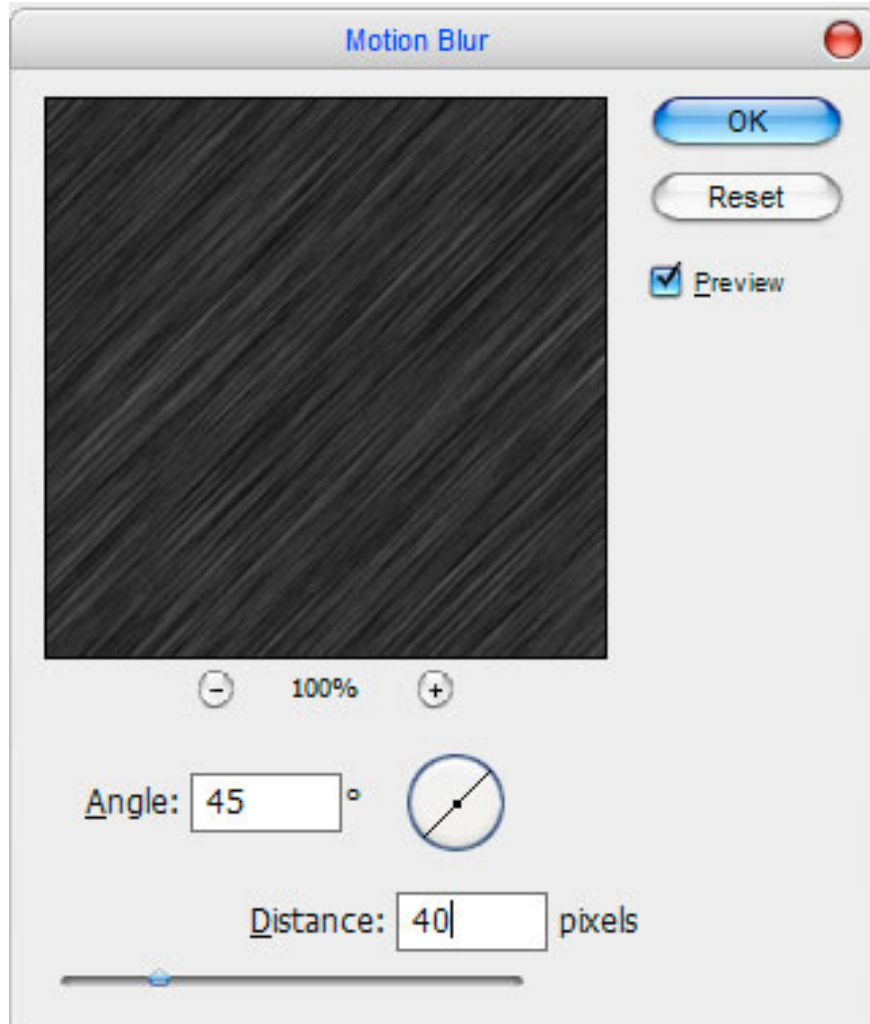 Motion Blur
OK
Reset
Preview
100%
Angle: 45 °
Distance: 40 pixels